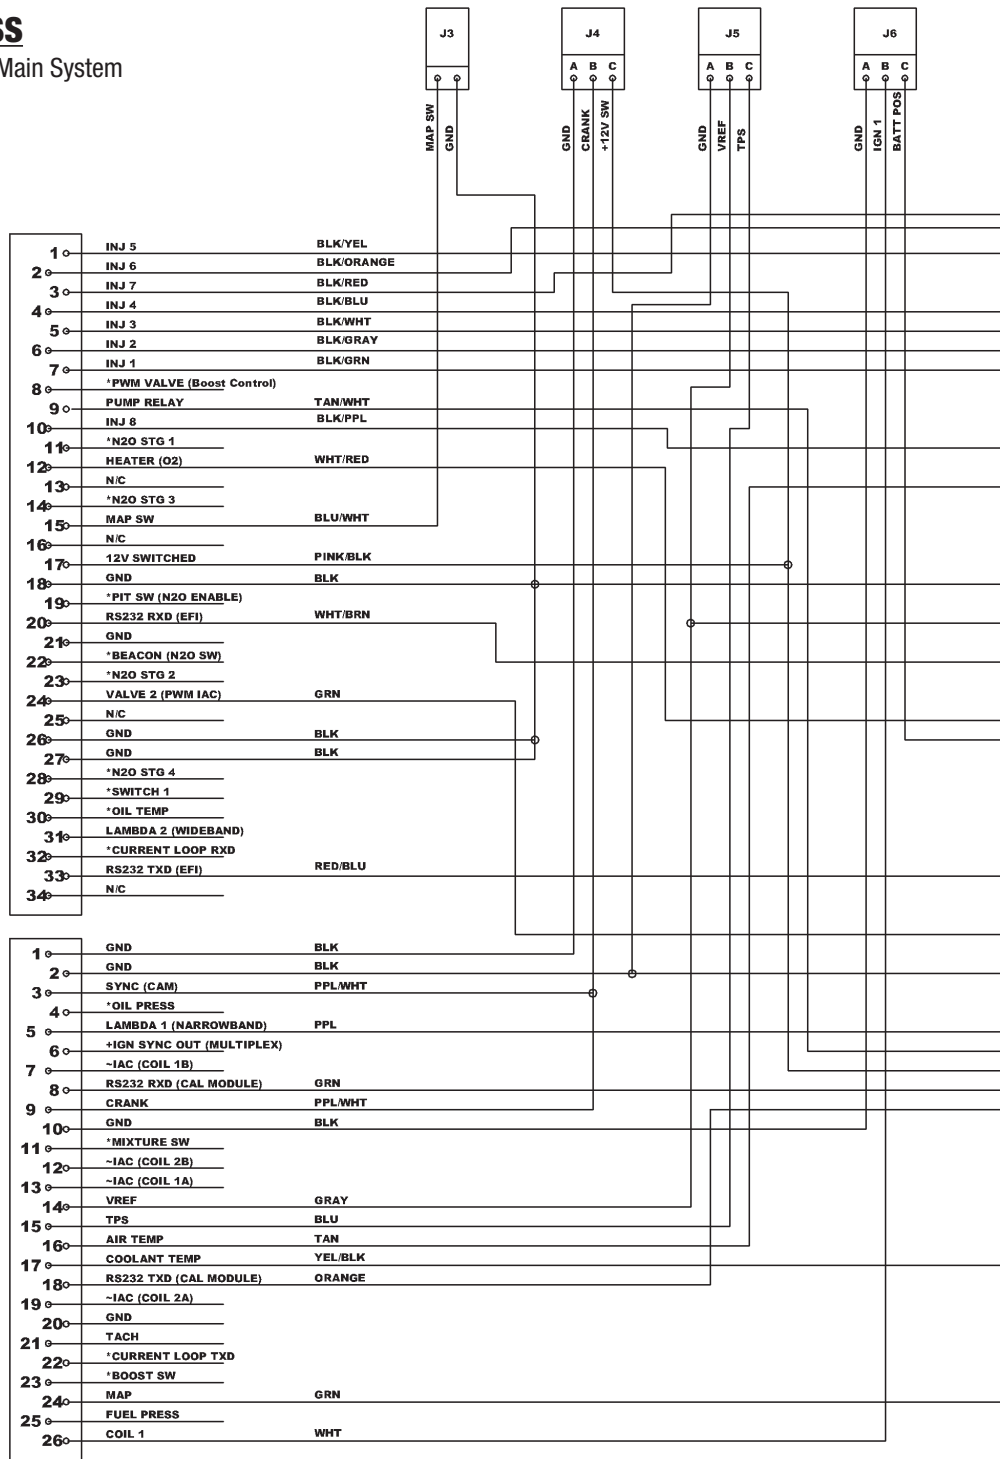 SS
Main System
J3
J4
J5
J6
A B C
A B C
A B C
MAP SW
GND
GND
CRANK
+12V SW
GND
VREF
TPS
GND
IGN 1
BATT POS
1 INJ 5 BLK/YEL
2 INJ 6 BLK/ORANGE
3 INJ 7 BLK/RED
4 INJ 4 BLK/BLU
5 INJ 3 BLK/WHT
6 INJ 2 BLK/GRAY
7 INJ 1 BLK/GRN
8 *PWM VALVE (Boost Control)
9 PUMP RELAY TAN/WHT
10 INJ 8 BLK/PPL
11 *N2O STG 1
12 HEATER (O2) WHT/RED
13 N/C
14 *N2O STG 3
15 MAP SW BLU/WHT
16 N/C
17 12V SWITCHED PINK/BLK
18 GND BLK
19 *PIT SW (N2O ENABLE)
20 RS232 RXD (EFI) WHT/BRN
21 GND
22 *BEACON (N2O SW)
23 *N2O STG 2
24 VALVE 2 (PWM IAC) GRN
25 N/C
26 GND BLK
27 GND BLK
28 *N2O STG 4
29 *SWITCH 1
30 *OIL TEMP
31 LAMBDA 2 (WIDEBAND)
32 *CURRENT LOOP RXD
33 RS232 TXD (EFI) RED/BLU
34 N/C
1 GND BLK
2 GND BLK
3 SYNC (CAM) PPL/WHT
4 *OIL PRESS
5 LAMBDA 1 (NARROWBAND) PPL
6 +IGN SYNC OUT (MULTIPLEX)
7 ~IAC (COIL 1B)
8 RS232 RXD (CAL MODULE) GRN
9 CRANK PPL/WHT
10 GND BLK
11 *MIXTURE SW
12 ~IAC (COIL 2B)
13 ~IAC (COIL 1A)
14 VREF GRAY
15 TPS BLU
16 AIR TEMP TAN
17 COOLANT TEMP YEL/BLK
18 RS232 TXD (CAL MODULE) ORANGE
19 ~IAC (COIL 2A)
20 GND
21 TACH
22 *CURRENT LOOP TXD
23 *BOOST SW
24 MAP GRN
25 FUEL PRESS
26 COIL 1 WHT